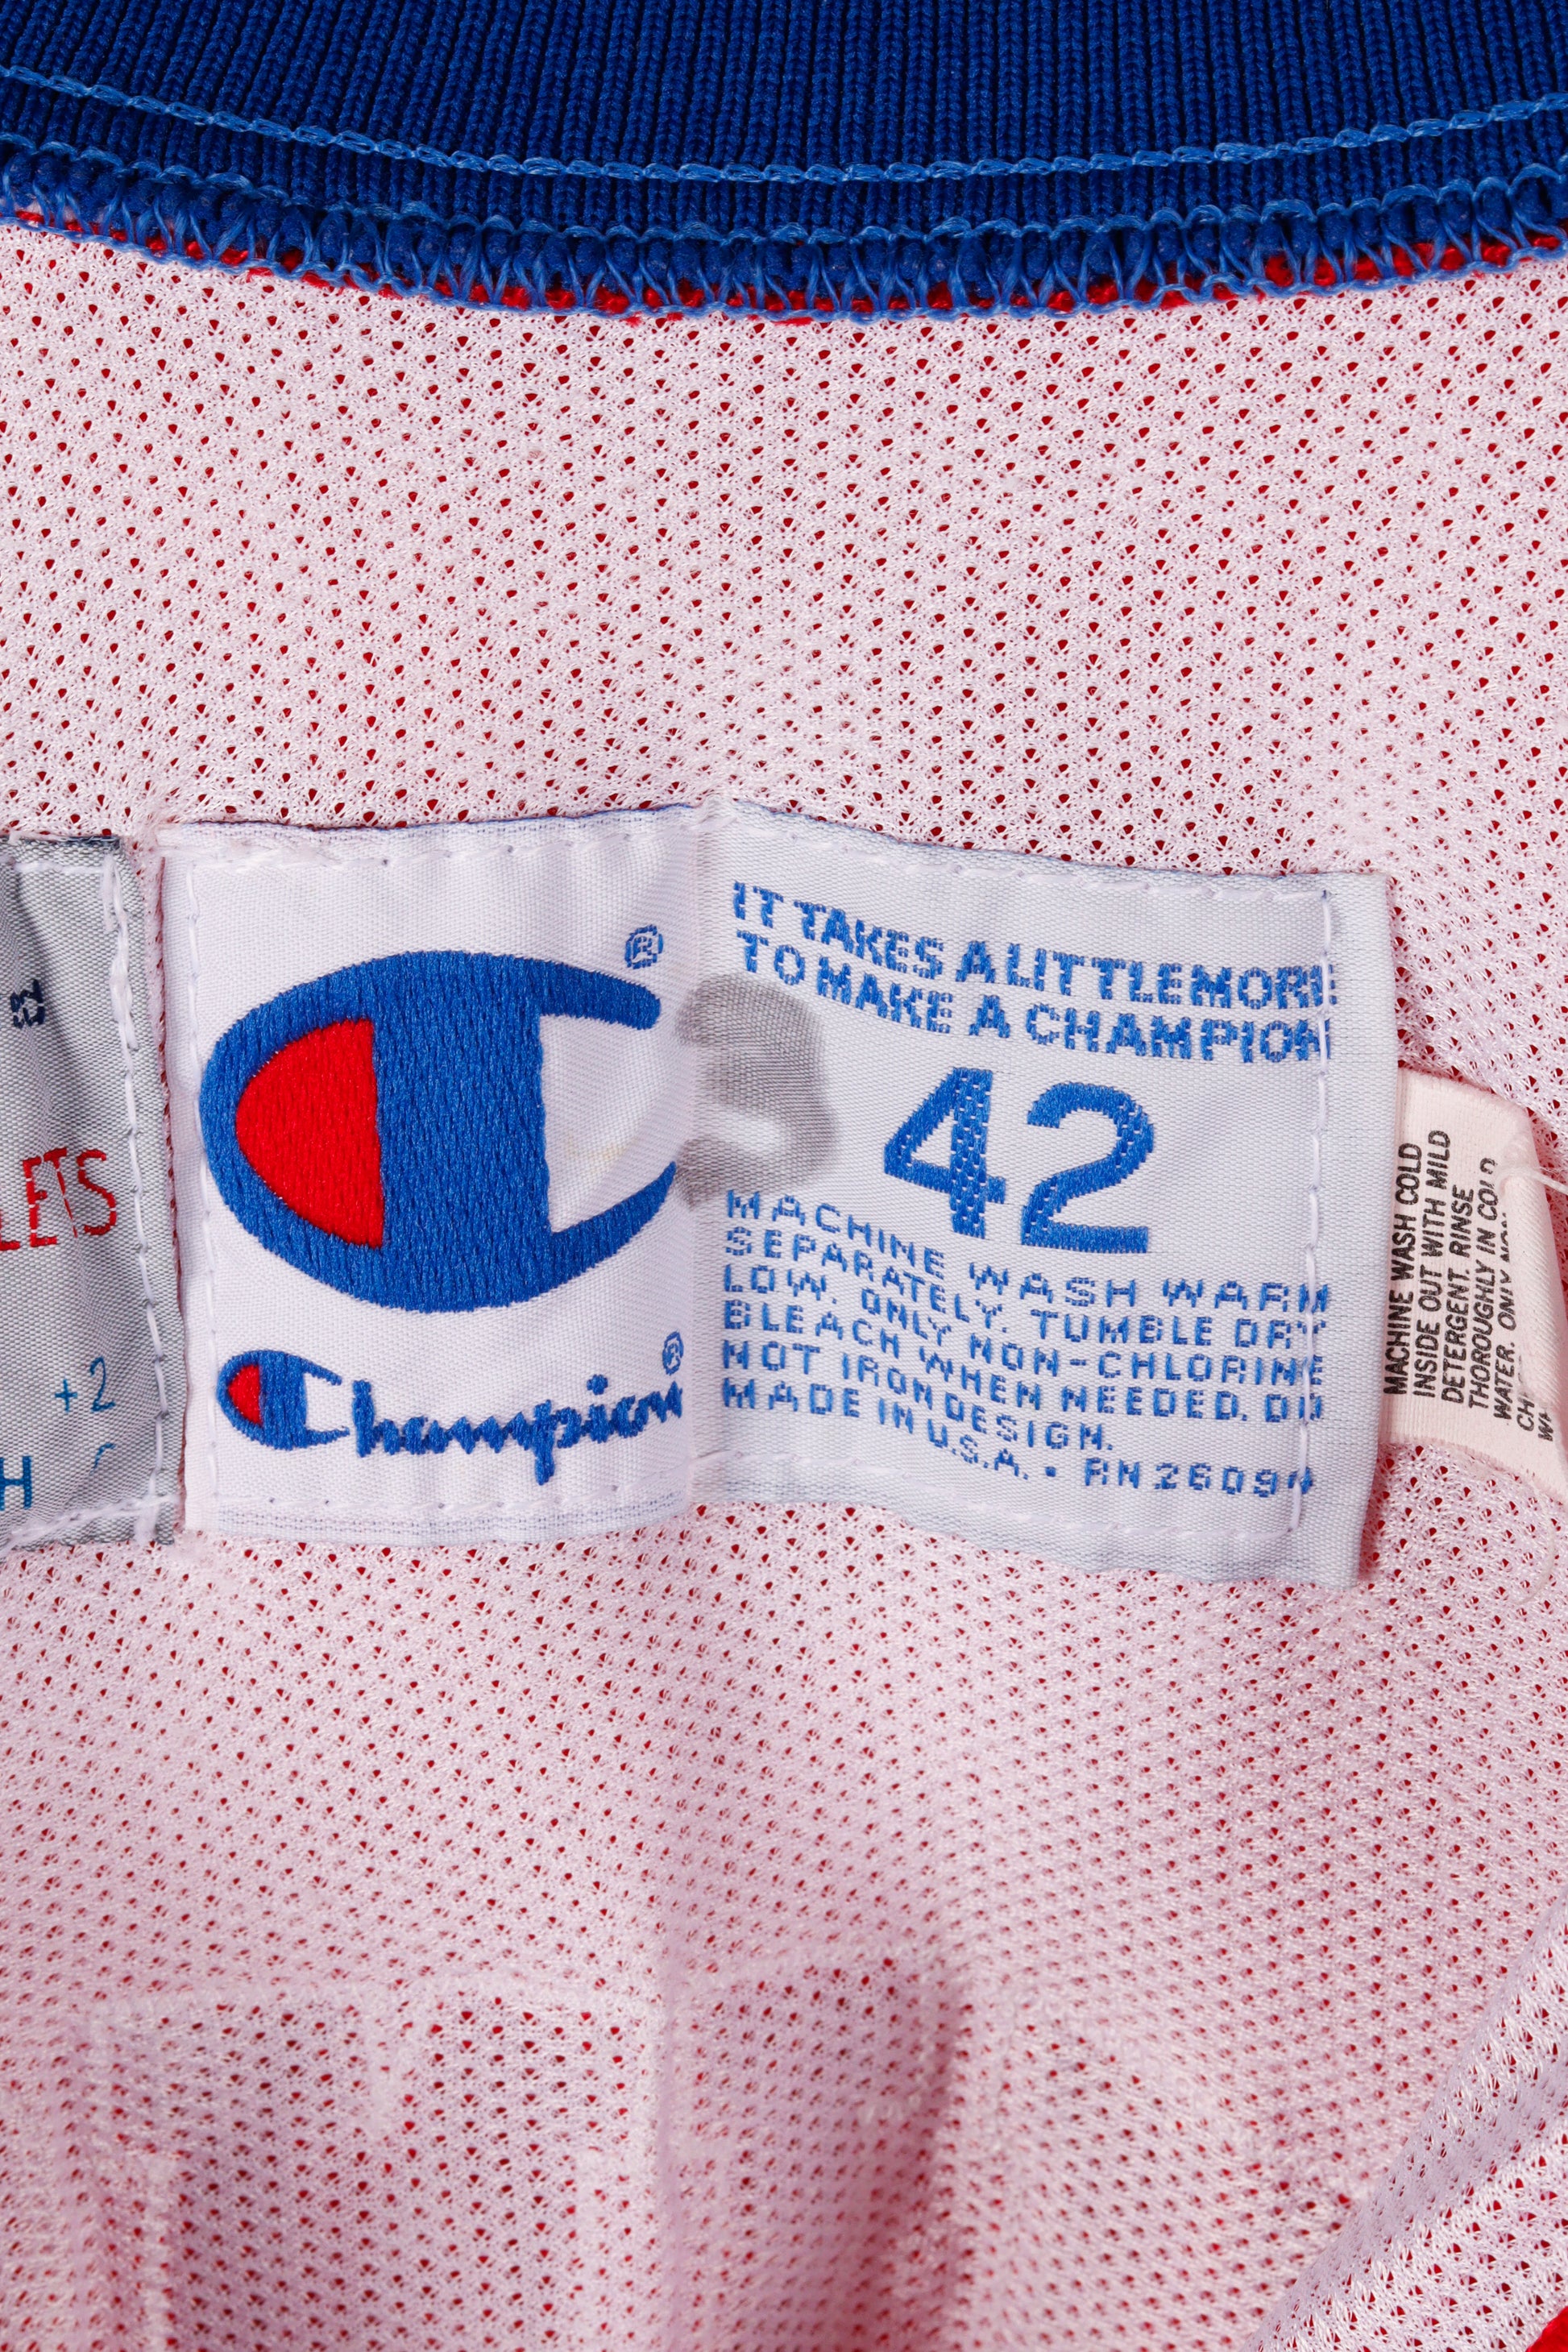 LETS
+2
H
®
Champion®
IT TAKES A LITTLE MORE
TO MAKE A CHAMPION
42
MACHINE WASH WARM
SEPARATELY. TUMBLE DRY
LOW. ONLY NON-CHLORINE
BLEACH WHEN NEEDED. DO
NOT IRON DESIGN.
MADE IN U.S.A. • RN 26094
MACHINE WASH COLD
INSIDE OUT WITH MILD
DETERGENT. RINSE
THOROUGHLY IN COLD
WATER. ONLY NON-